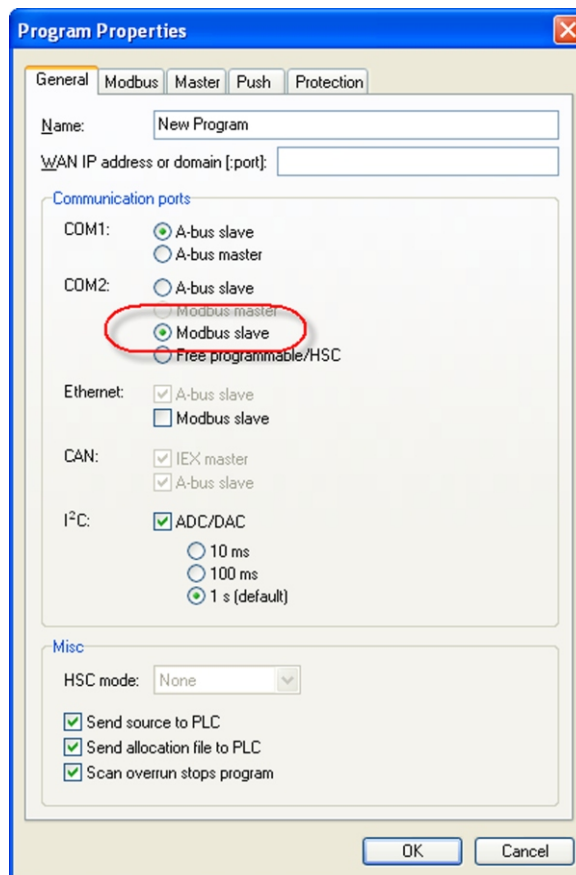 Program Properties
General Modbus Master Push Protection
Name: New Program
WAN IP address or domain [:port]:
Communication ports
COM1: A-bus slave
A-bus master
COM2: A-bus slave
Modbus master
Modbus slave
Free programmable/HSC
Ethernet: A-bus slave
Modbus slave
CAN: IEX master
A-bus slave
I²C: ADC/DAC
10 ms
100 ms
1 s (default)
Misc
HSC mode: None
Send source to PLC
Send allocation file to PLC
Scan overrun stops program
OK Cancel